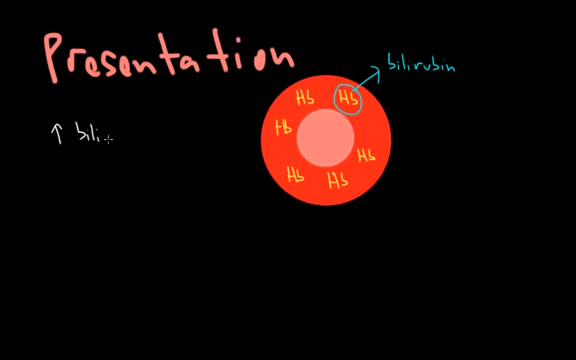 Presentation
bilirubin
Hb Hb
Hb
Hb
Hb Hb
↑ bili